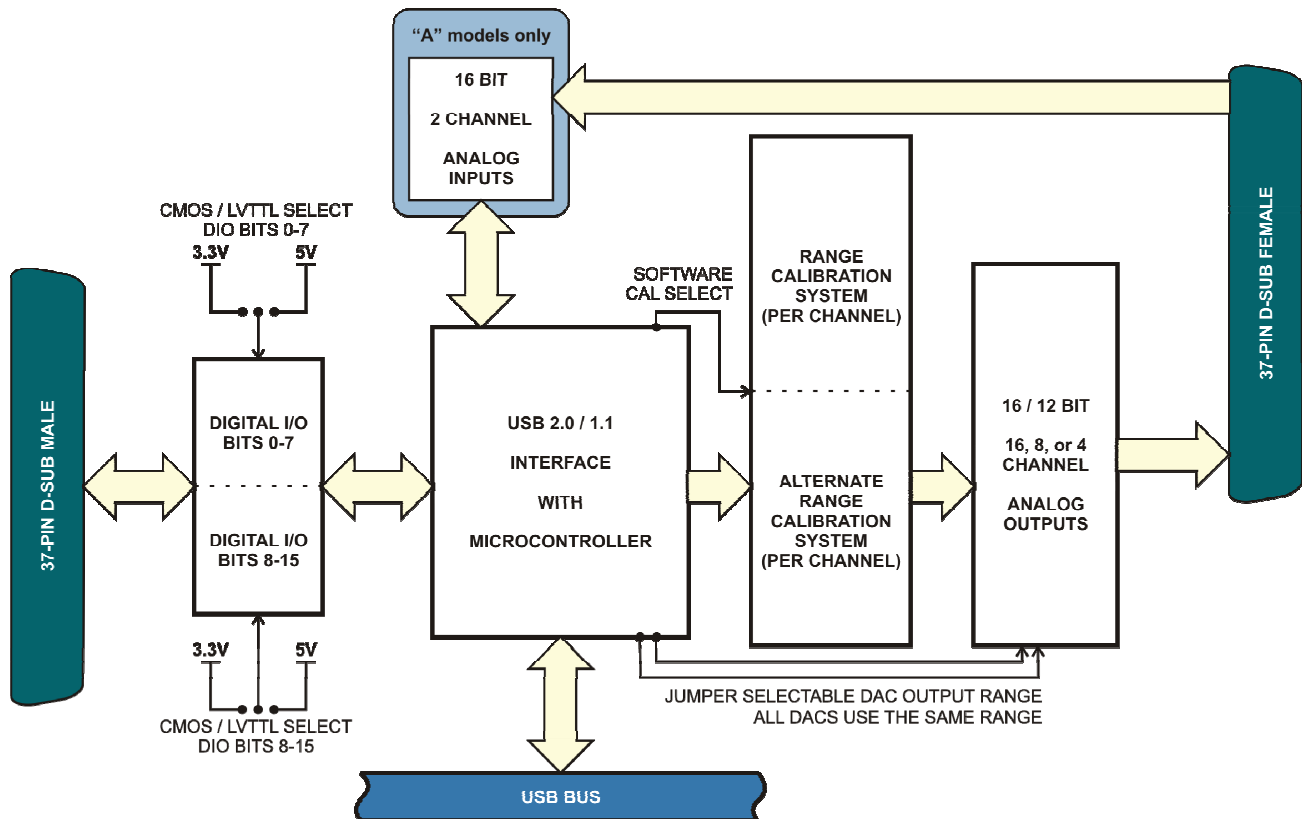 “A” models only
16 BIT
2 CHANNEL
ANALOG
INPUTS
CMOS / LVTTL SELECT
DIO BITS 0-7
3.3V
5V
37-PIN D-SUB MALE
DIGITAL I/O
BITS 0-7
DIGITAL I/O
BITS 8-15
3.3V
5V
CMOS / LVTTL SELECT
DIO BITS 8-15
USB 2.0 / 1.1
INTERFACE
WITH
MICROCONTROLLER
SOFTWARE
CAL SELECT
RANGE
CALIBRATION
SYSTEM
(PER CHANNEL)
ALTERNATE
RANGE
CALIBRATION
SYSTEM
(PER CHANNEL)
16 / 12 BIT
16, 8, or 4
CHANNEL
ANALOG
OUTPUTS
37-PIN D-SUB FEMALE
JUMPER SELECTABLE DAC OUTPUT RANGE
ALL DACS USE THE SAME RANGE
USB BUS